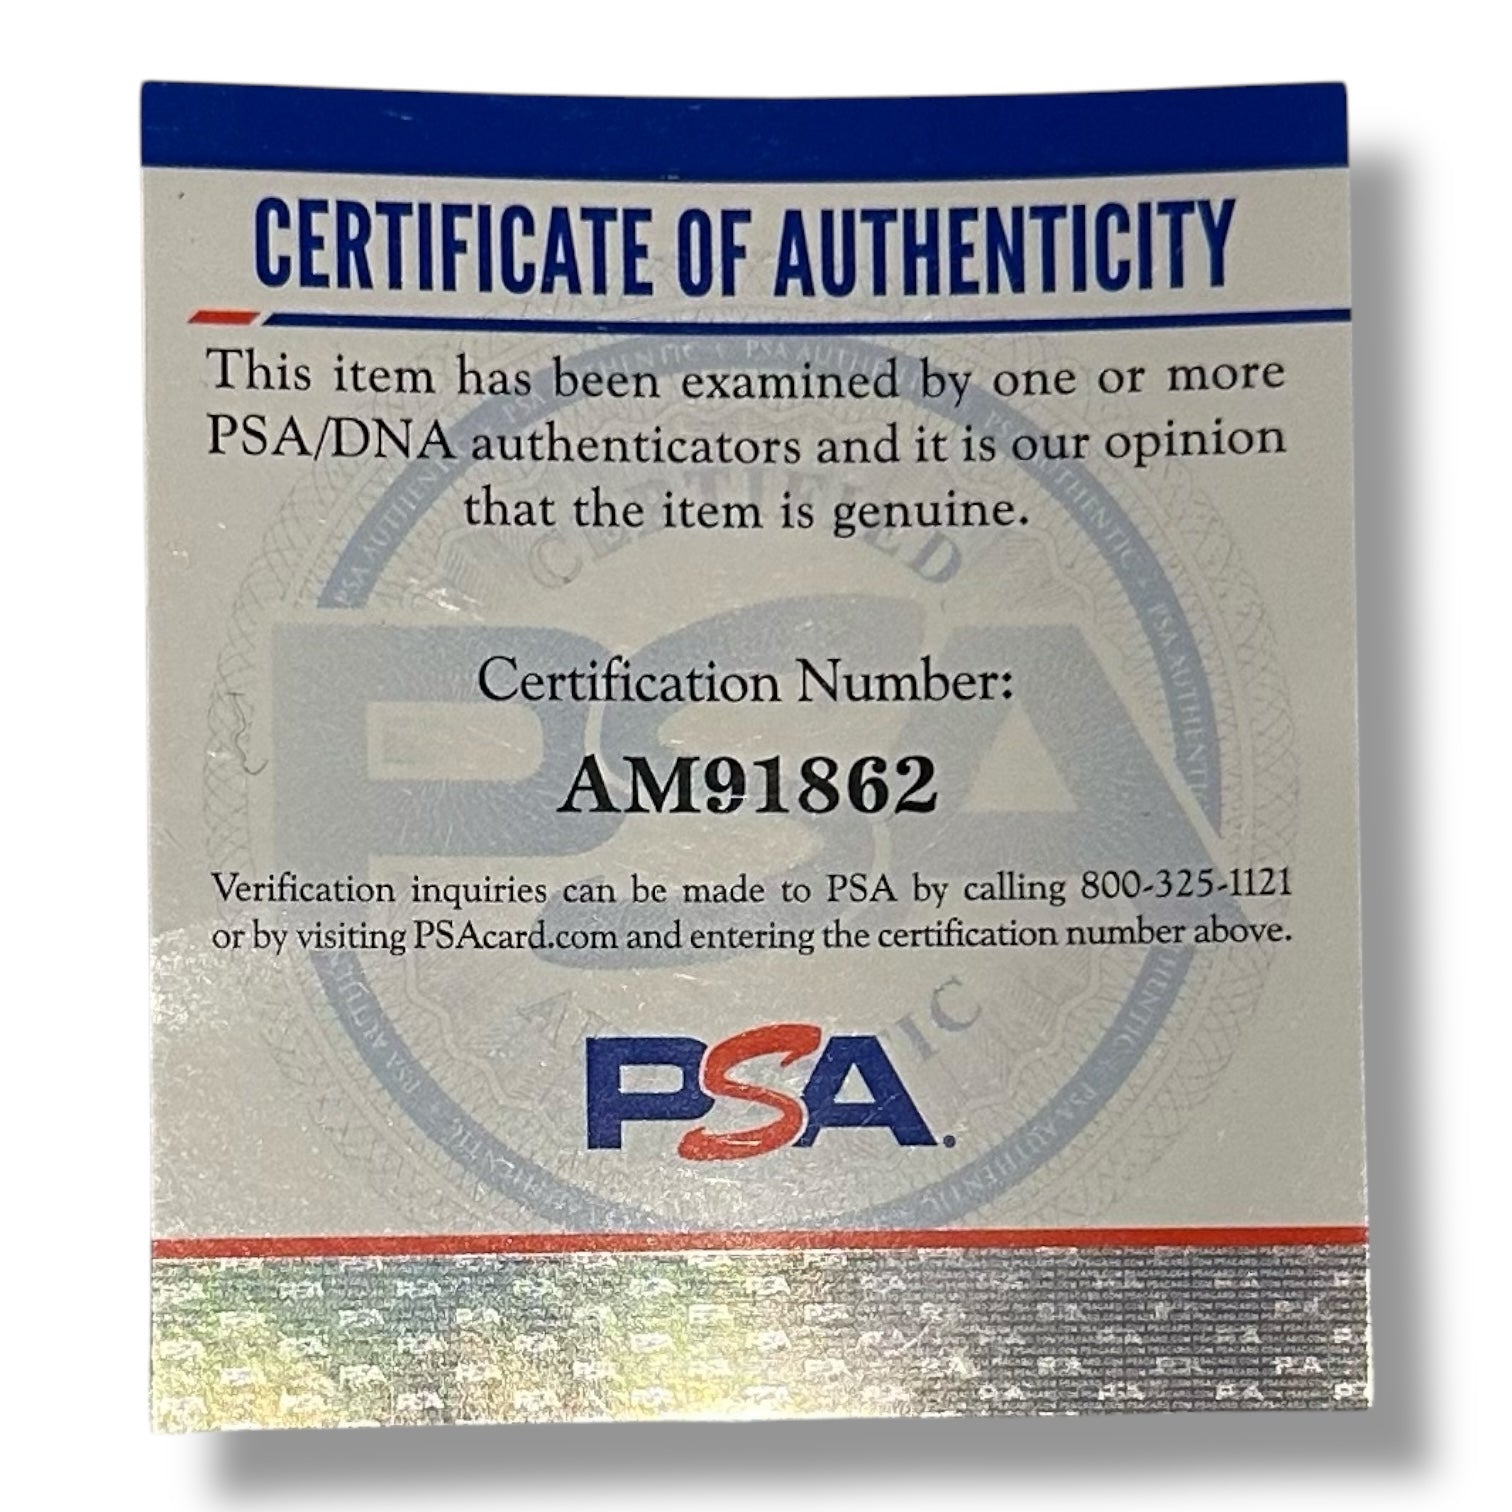 CERTIFICATE OF AUTHENTICITY
This item has been examined by one or more
PSA/DNA authenticators and it is our opinion
that the item is genuine.
CERTIFIED
PSA
Certification Number:
AM91862
Verification inquiries can be made to PSA by calling 800-325-1121
or by visiting PSAcard.com and entering the certification number above.
PSA.